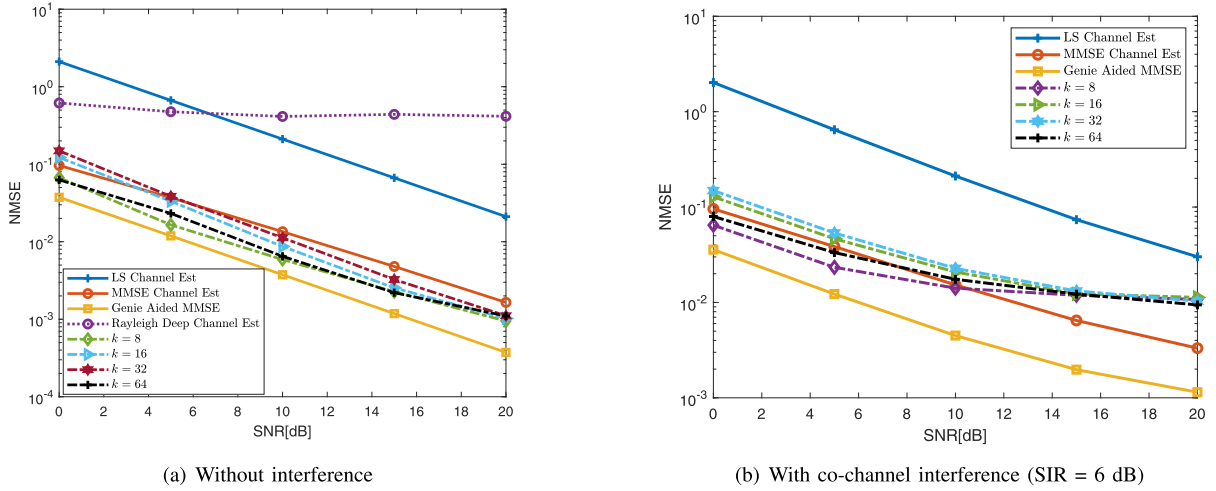 10^1
10^0
10^-1
10^-2
10^-3
10^-4
NMSE
LS Channel Est
MMSE Channel Est
Genie Aided MMSE
Rayleigh Deep Channel Est
k = 8
k = 16
k = 32
k = 64
0 2 4 6 8 10 12 14 16 18 20
SNR[dB]
(a) Without interference
10^1
10^0
10^-1
10^-2
10^-3
NMSE
LS Channel Est
MMSE Channel Est
Genie Aided MMSE
k = 8
k = 16
k = 32
k = 64
0 2 4 6 8 10 12 14 16 18 20
SNR[dB]
(b) With co-channel interference (SIR = 6 dB)